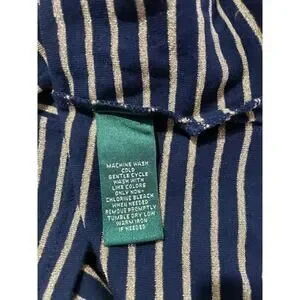 MACHINE WASH
COLD
GENTLE CYCLE
WASH WITH
LIKE COLORS
ONLY NON-
CHLORINE BLEACH
WHEN NEEDED
REMOVE PROMPTLY
TUMBLE DRY LOW
WARM IRON
IF NEEDED